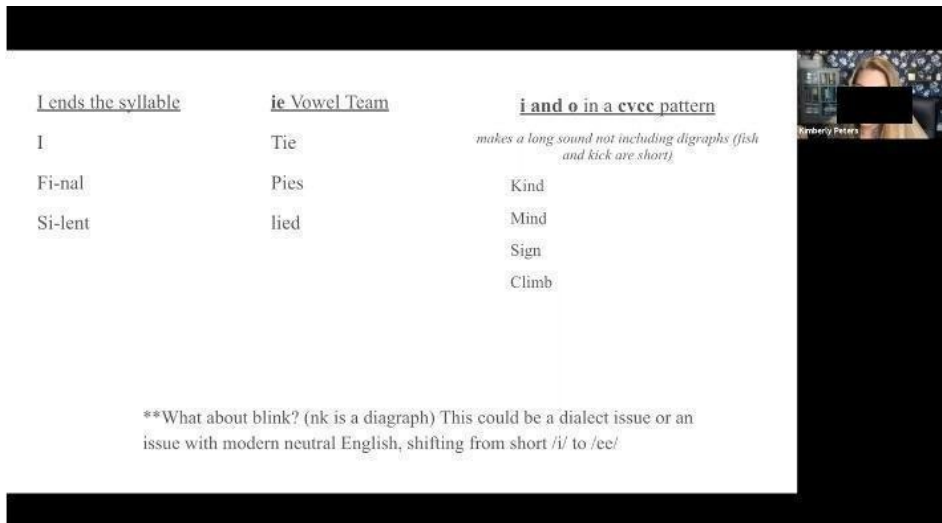 I ends the syllable
I
Fi-nal
Si-lent
ie Vowel Team
Tie
Pies
lied
i and o in a cvcc pattern
makes a long sound not including digraphs (fish
and kick are short)
Kind
Mind
Sign
Climb
**What about blink? (nk is a diagraph) This could be a dialect issue or an
issue with modern neutral English, shifting from short /i/ to /ee/
Kimberly Peters